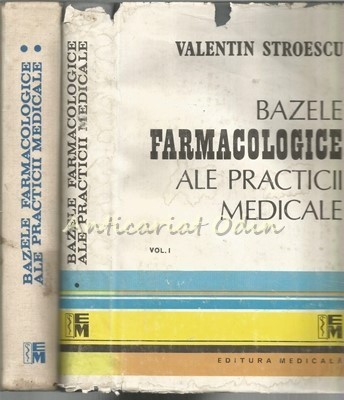 BAZELE FARMACOLOGICE
ALE PRACTICII MEDICALE
EM
BAZELE FARMACOLOGICE
ALE PRACTICII MEDICALE
EM
VALENTIN STROESCU
BAZELE
FARMACOLOGICE
ALE PRACTICII
MEDICALE
Anticariat Odin
VOL. I
EM
EDITURA MEDICALĂ